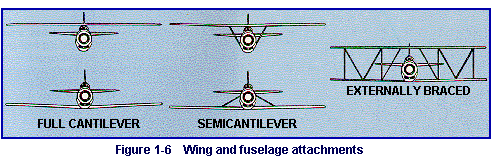 EXTERNALLY BRACED
FULL CANTILEVER SEMICANTILEVER
Figure 1-6 Wing and fuselage attachments